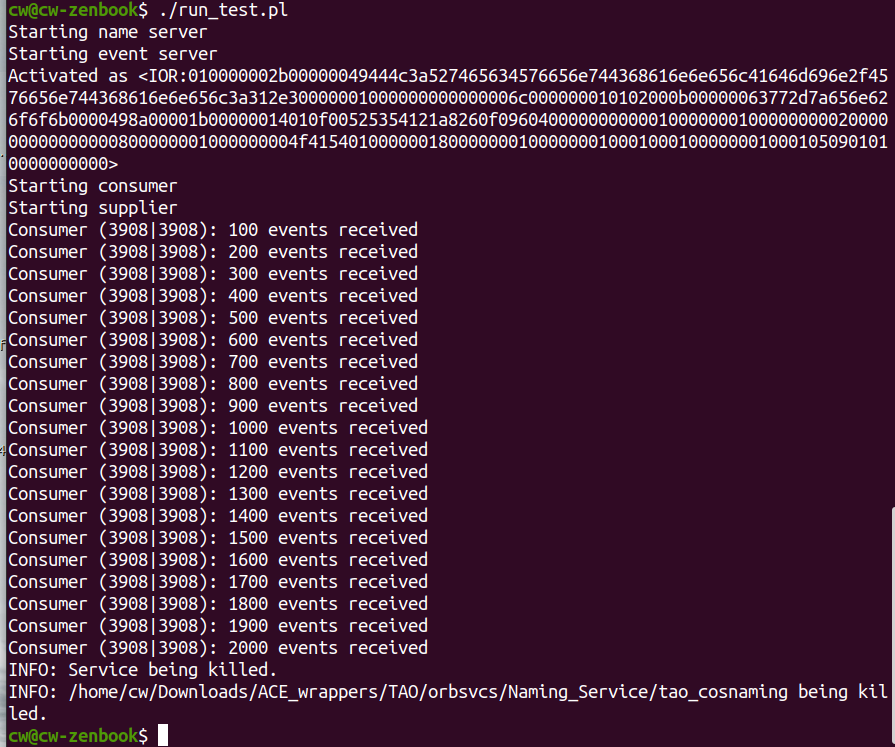 cw@cw-zenbook$ ./run_test.pl
Starting name server
Starting event server
Activated as <IOR:010000002b00000049444c3a527465634576656e744368616e6e656c41646d696e2f45
76656e744368616e6e656c3a312e30000001000000000000006c000000010102000b00000063772d7a656e62
6f6f6b0000498a00001b00000014010f00525354121a8260f096040000000000010000000100000000020000
00000000000800000001000000004f4154010000001800000001000000010001000100000001000105090101
0000000000>
Starting consumer
Starting supplier
Consumer (3908|3908): 100 events received
Consumer (3908|3908): 200 events received
Consumer (3908|3908): 300 events received
Consumer (3908|3908): 400 events received
Consumer (3908|3908): 500 events received
Consumer (3908|3908): 600 events received
Consumer (3908|3908): 700 events received
Consumer (3908|3908): 800 events received
Consumer (3908|3908): 900 events received
Consumer (3908|3908): 1000 events received
Consumer (3908|3908): 1100 events received
Consumer (3908|3908): 1200 events received
Consumer (3908|3908): 1300 events received
Consumer (3908|3908): 1400 events received
Consumer (3908|3908): 1500 events received
Consumer (3908|3908): 1600 events received
Consumer (3908|3908): 1700 events received
Consumer (3908|3908): 1800 events received
Consumer (3908|3908): 1900 events received
Consumer (3908|3908): 2000 events received
INFO: Service being killed.
INFO: /home/cw/Downloads/ACE_wrappers/TAO/orbsvcs/Naming_Service/tao_cosnaming being kil
led.
cw@cw-zenbook$